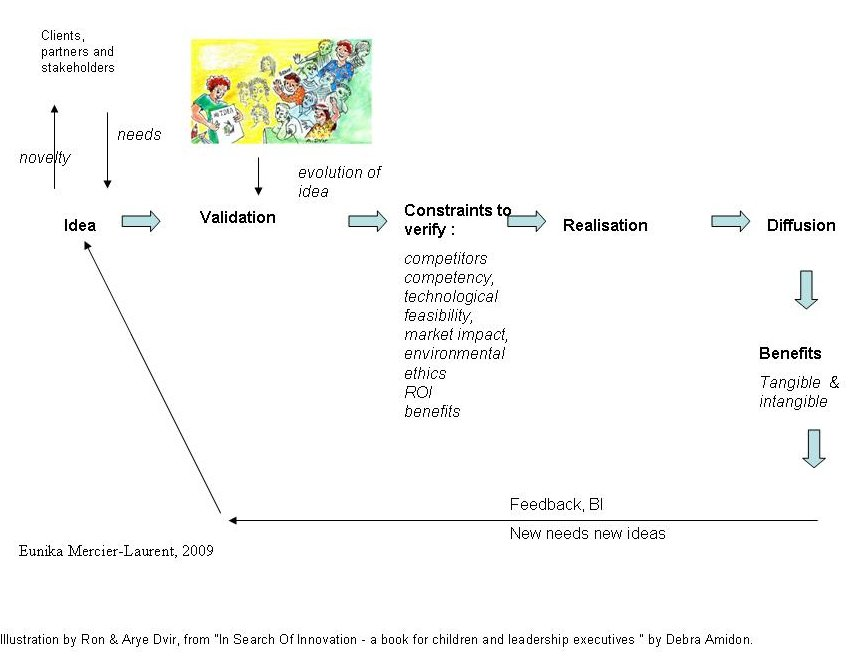 Clients,
partners and
stakeholders
needs
novelty
evolution of
idea
Idea
Validation
Constraints to
verify :
competitors
competency,
technological
feasibility,
market impact,
environmental
ethics
ROI
benefits
Realisation
Diffusion
Benefits
Tangible &
intangible
Feedback, BI
New needs new ideas
Eunika Mercier-Laurent, 2009
Illustration by Ron & Arye Dvir, from "In Search Of Innovation - a book for children and leadership executives " by Debra Amidon.